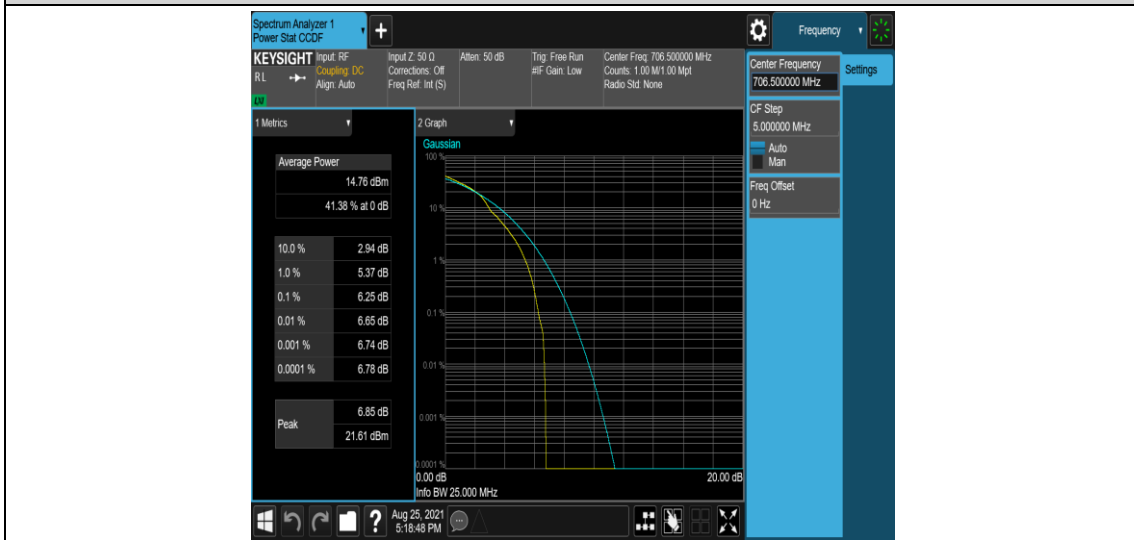 Spectrum Analyzer 1
Power Stat CCDF
Frequency
KEYSIGHT
RL
LXI
Input: RF
Coupling: DC
Align: Auto
Input Z: 50 Ω
Corrections: Off
Freq Ref: Int (S)
Atten: 50 dB
Trig: Free Run
#IF Gain: Low
Center Freq: 706.500000 MHz
Counts: 1.00 M/1.00 Mpt
Radio Std: None
Center Frequency
706.500000 MHz
Settings
CF Step
5.000000 MHz
Auto
Man
Freq Offset
0 Hz
1 Metrics
Average Power
14.76 dBm
41.38 % at 0 dB
10.0 % 2.94 dB
1.0 % 5.37 dB
0.1 % 6.25 dB
0.01 % 6.65 dB
0.001 % 6.74 dB
0.0001 % 6.78 dB
Peak
6.85 dB
21.61 dBm
2 Graph
Gaussian
100 %
10 %
1 %
0.1 %
0.01 %
0.001 %
0.0001 %
0.00 dB 20.00 dB
Info BW 25.000 MHz
Aug 25, 2021
5:18:48 PM